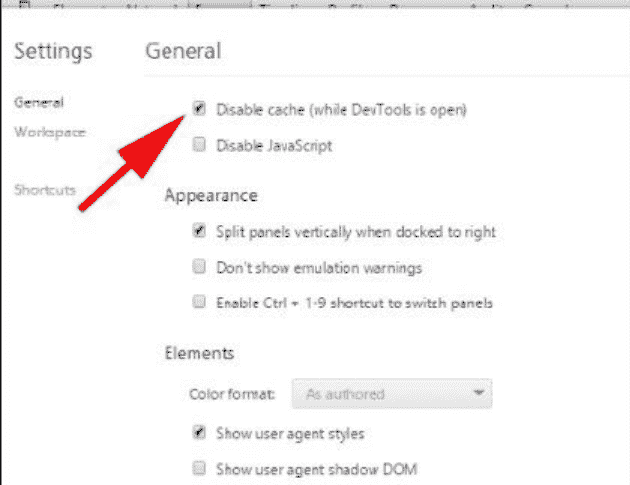 Settings
General
General
Workspace
Shortcuts
Disable cache (while DevTools is open)
Disable JavaScript
Appearance
Split panels vertically when docked to right
Don't show emulation warnings
Enable Ctrl + 1-9 shortcut to switch panels
Elements
Color format: As authored
Show user agent styles
Show user agent shadow DOM